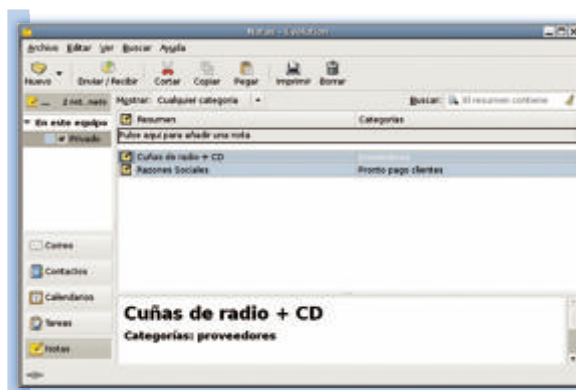 Notas - Evolution
Archivo Editar Ver Buscar Ayuda
Nuevo Enviar / Recibir Cortar Copiar Pegar Imprimir Borrar
Mostrar: Cualquier categoría Buscar: El resumen contiene
En este equipo
Privado
Resumen Categorías
Pulse aquí para añadir una nota
Cuñas de radio + CD proveedores
Razones Sociales Pronto pago clientes
Correo
Contactos
Calendarios
Tareas
Notas
Cuñas de radio + CD
Categorías: proveedores